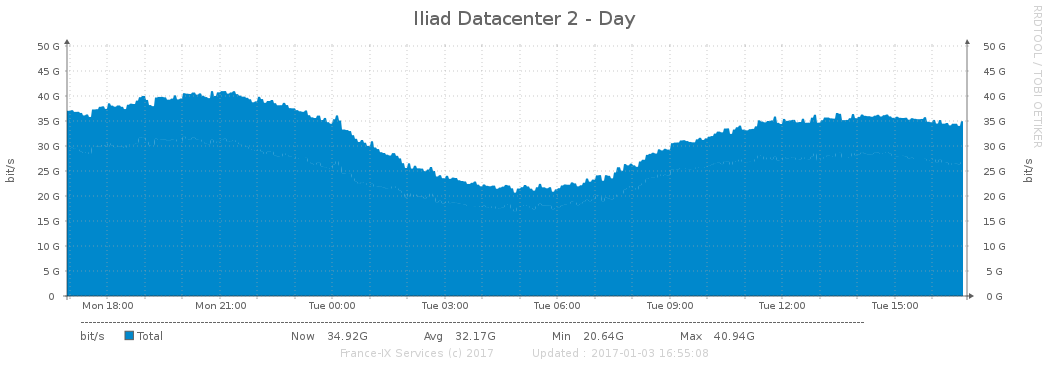 Iliad Datacenter 2 - Day
RRDTOOL / TOBI OETIKER
50 G 50 G
45 G 45 G
40 G 40 G
35 G 35 G
30 G 30 G
25 G 25 G
20 G 20 G
15 G 15 G
10 G 10 G
5 G 5 G
0 0 G
bit/s bit/s
Mon 18:00 Mon 21:00 Tue 00:00 Tue 03:00 Tue 06:00 Tue 09:00 Tue 12:00 Tue 15:00
bit/s Total Now 34.92G Avg 32.17G Min 20.64G Max 40.94G
France-IX Services (c) 2017 Updated : 2017-01-03 16:55:08